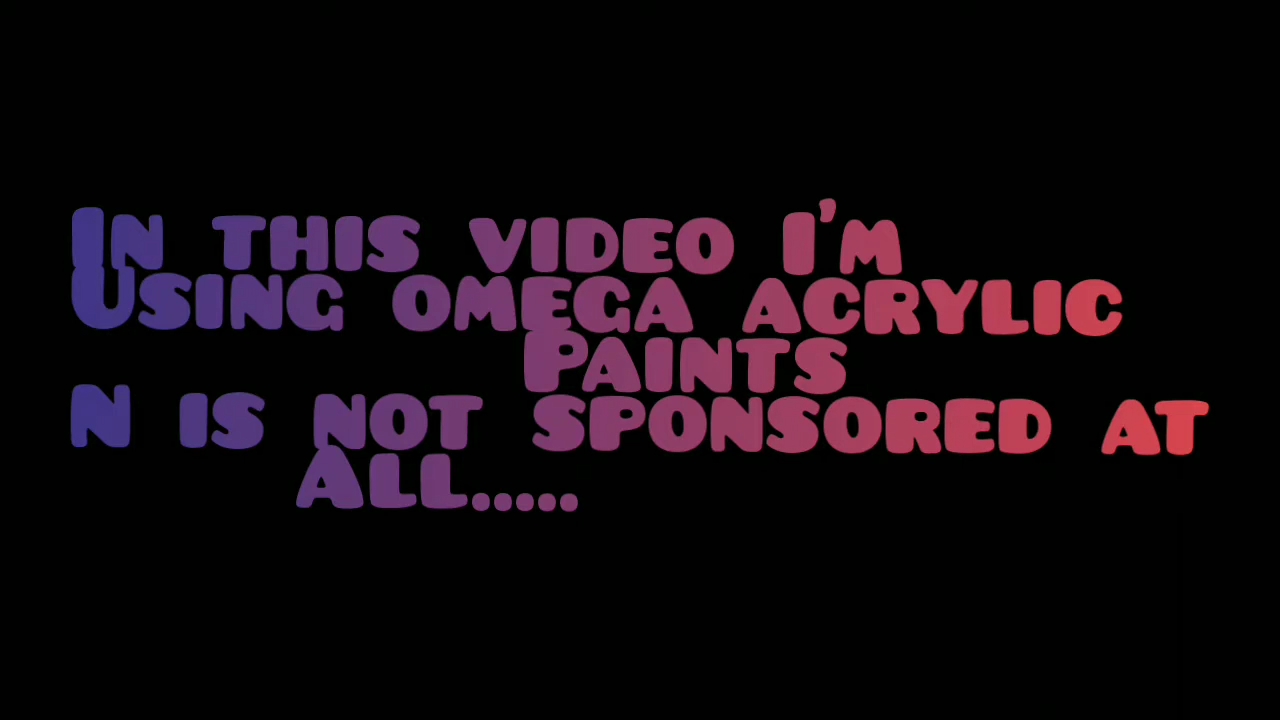 In this video I'm
Using omega acrylic
Paints
N is not sponsored at
All.....